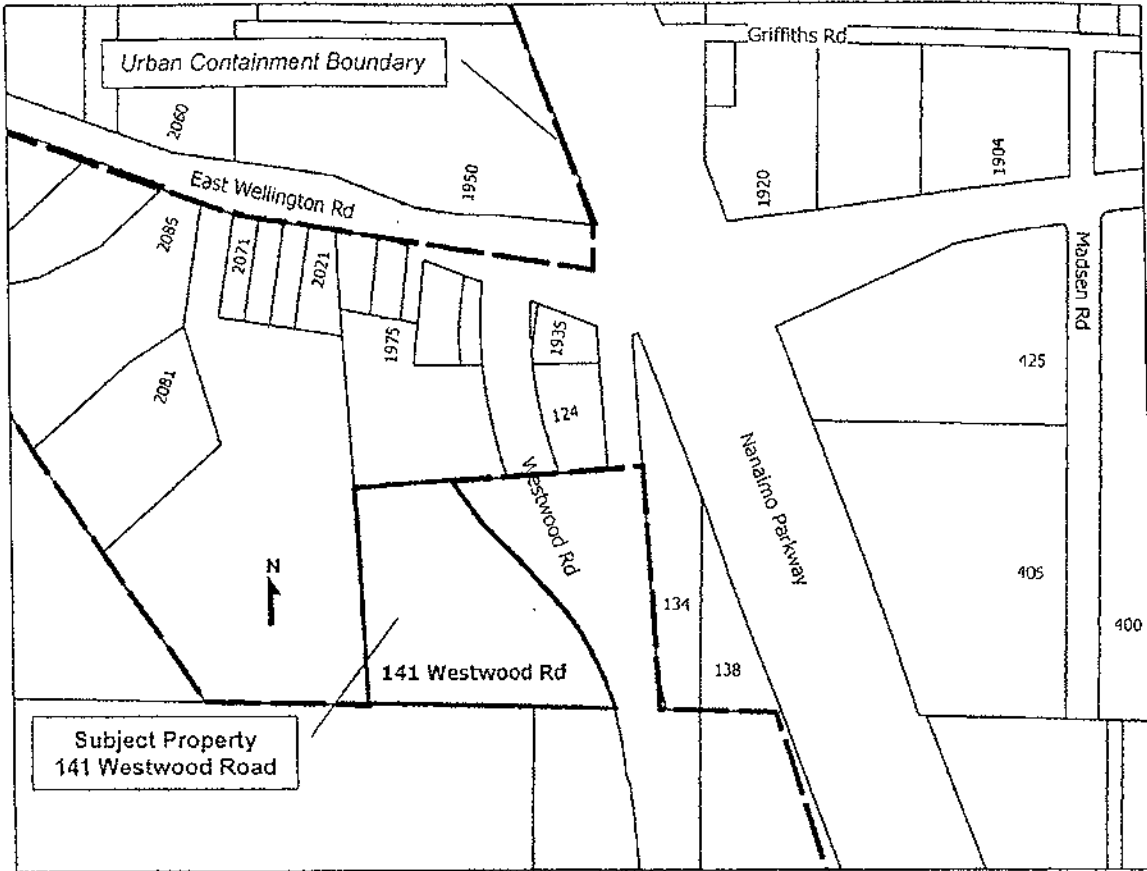 Griffiths Rd
Urban Containment Boundary
2060
East Wellington Rd
1950
1920
1904
2085
2071
2021
Madsen Rd
1975
1935
425
2081
124
Westwood Rd
Nanaimo Parkway
N
134
405
400
141 Westwood Rd
138
Subject Property
141 Westwood Road